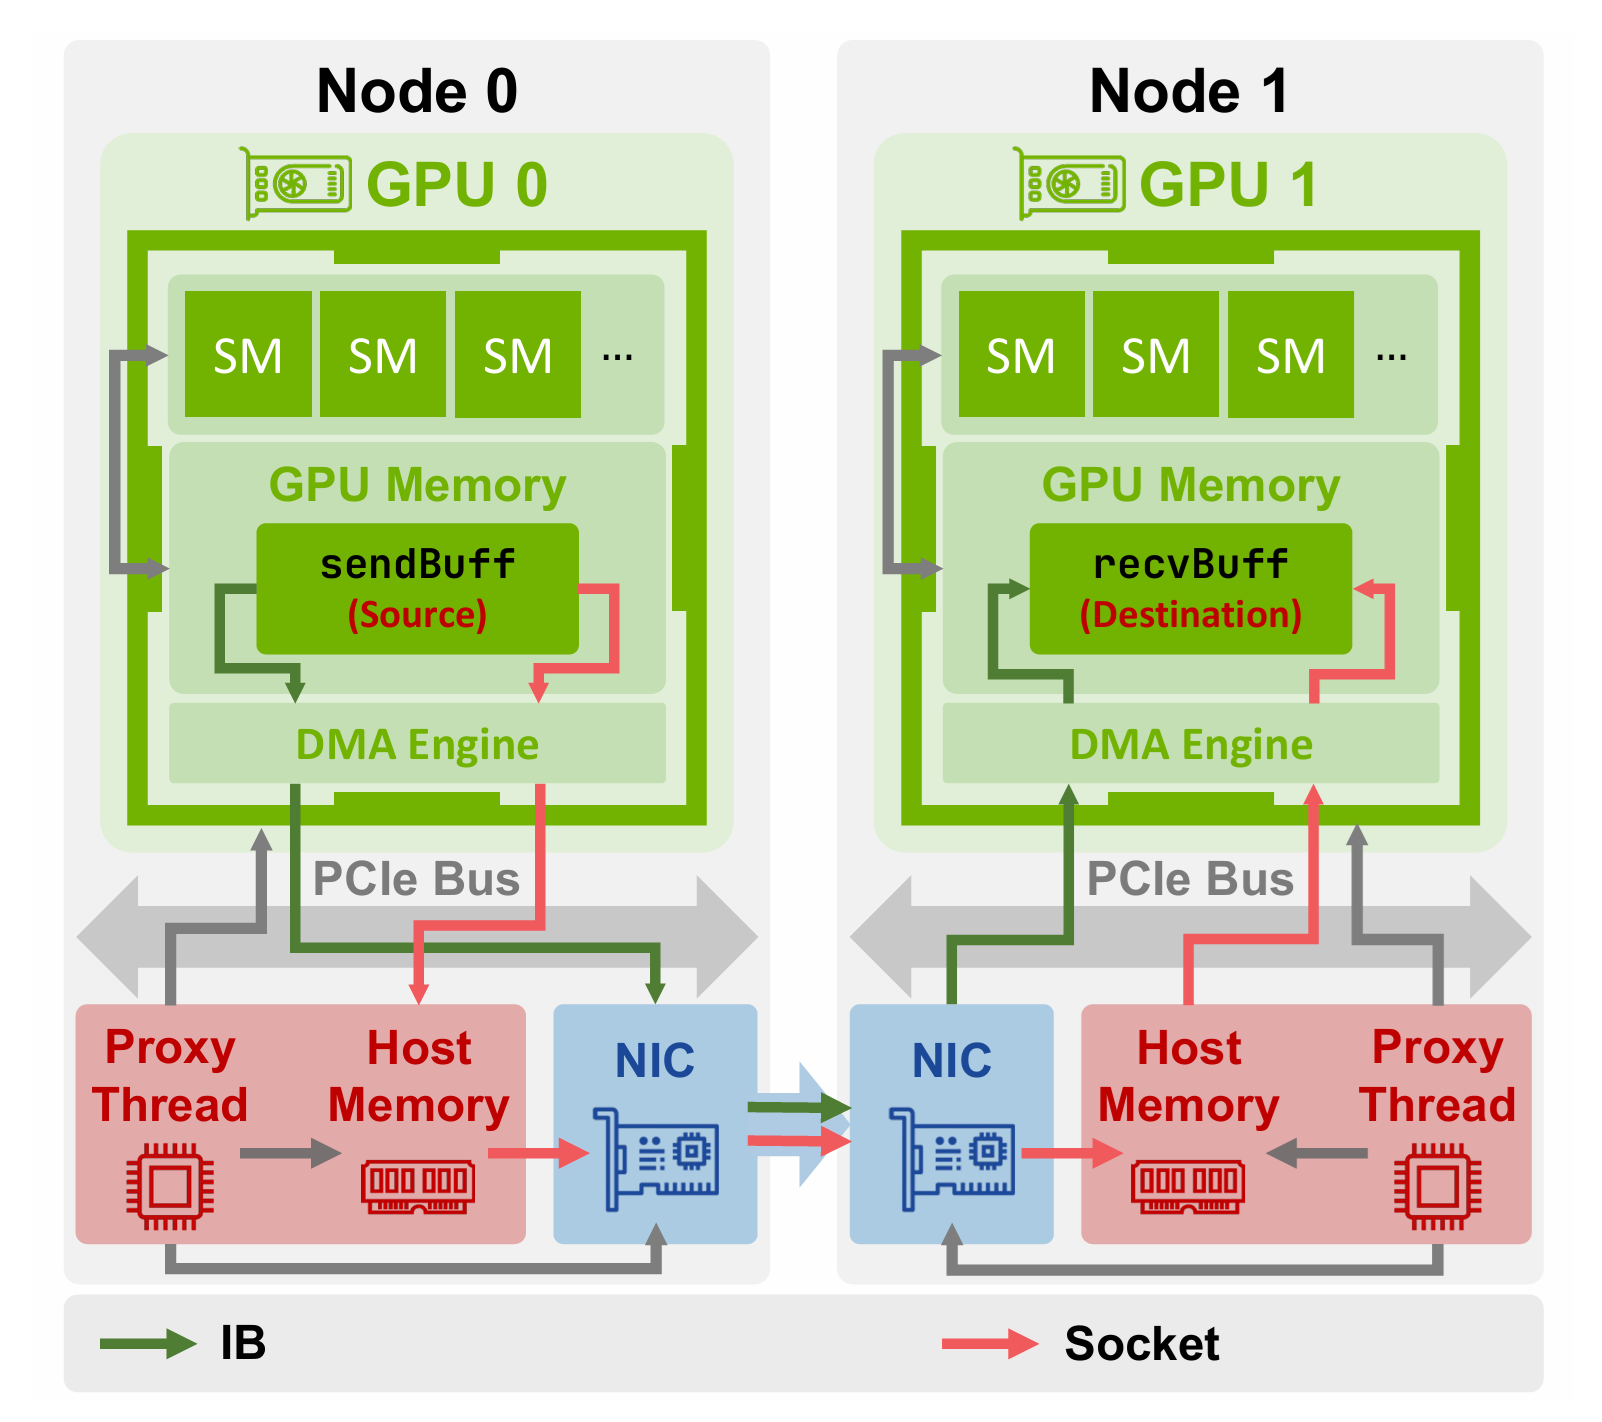 Node 0
GPU 0
SM SM SM ...
GPU Memory
sendBuff
(Source)
DMA Engine
PCIe Bus
Proxy
Thread
Host
Memory
NIC
Node 1
GPU 1
SM SM SM ...
GPU Memory
recvBuff
(Destination)
DMA Engine
PCIe Bus
NIC
Host
Memory
Proxy
Thread
IB
Socket